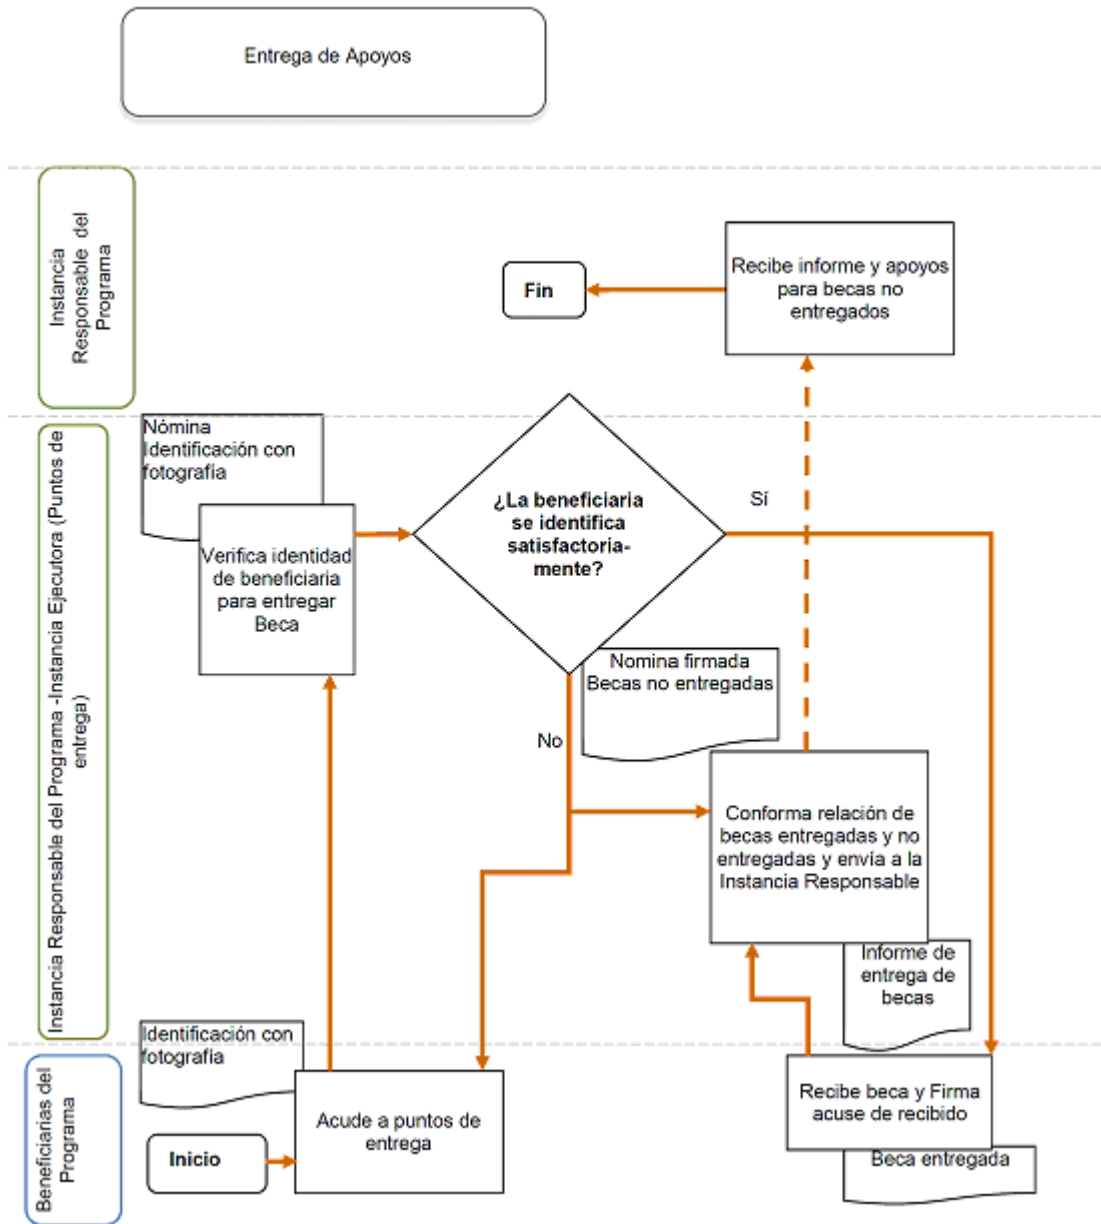 Entrega de Apoyos
Instancia
Responsable del
Programa
Fin
Recibe informe y apoyos
para becas no
entregados
Instancia Responsable del Programa -Instancia Ejecutora (Puntos de
entrega)
Nómina
Identificación con
fotografía
Verifica identidad
de beneficiaria
para entregar
Beca
¿La beneficiaria
se identifica
satisfactoria-
mente?
Sí
No
Nomina firmada
Becas no entregadas
Conforma relación de
becas entregadas y no
entregadas y envía a la
Instancia Responsable
Informe de
entrega de
becas
Beneficiarias del
Programa
Identificación con
fotografía
Inicio
Acude a puntos de
entrega
Recibe beca y Firma
acuse de recibido
Beca entregada